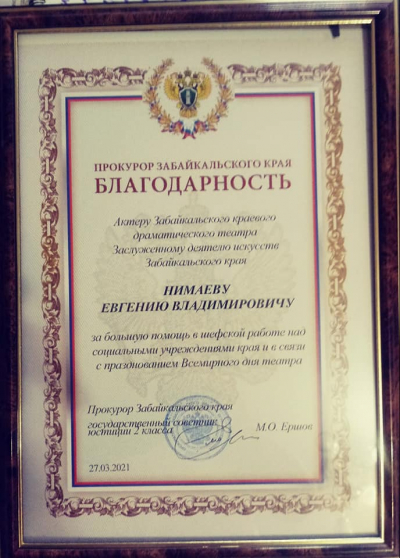 ПРОКУРОР ЗАБАЙКАЛЬСКОГО КРАЯ
БЛАГОДАРНОСТЬ
Актеру Забайкальского краевого
драматического театра
Заслуженному деятелю искусств
Забайкальского края
НИМАЕВУ
ЕВГЕНИЮ ВЛАДИМИРОВИЧУ
за большую помощь в шефской работе над
социальными учреждениями края и в связи
с празднованием Всемирного дня театра
Прокурор Забайкальского края
государственный советник
юстиции 2 класса
М.О. Ершов
27.03.2021